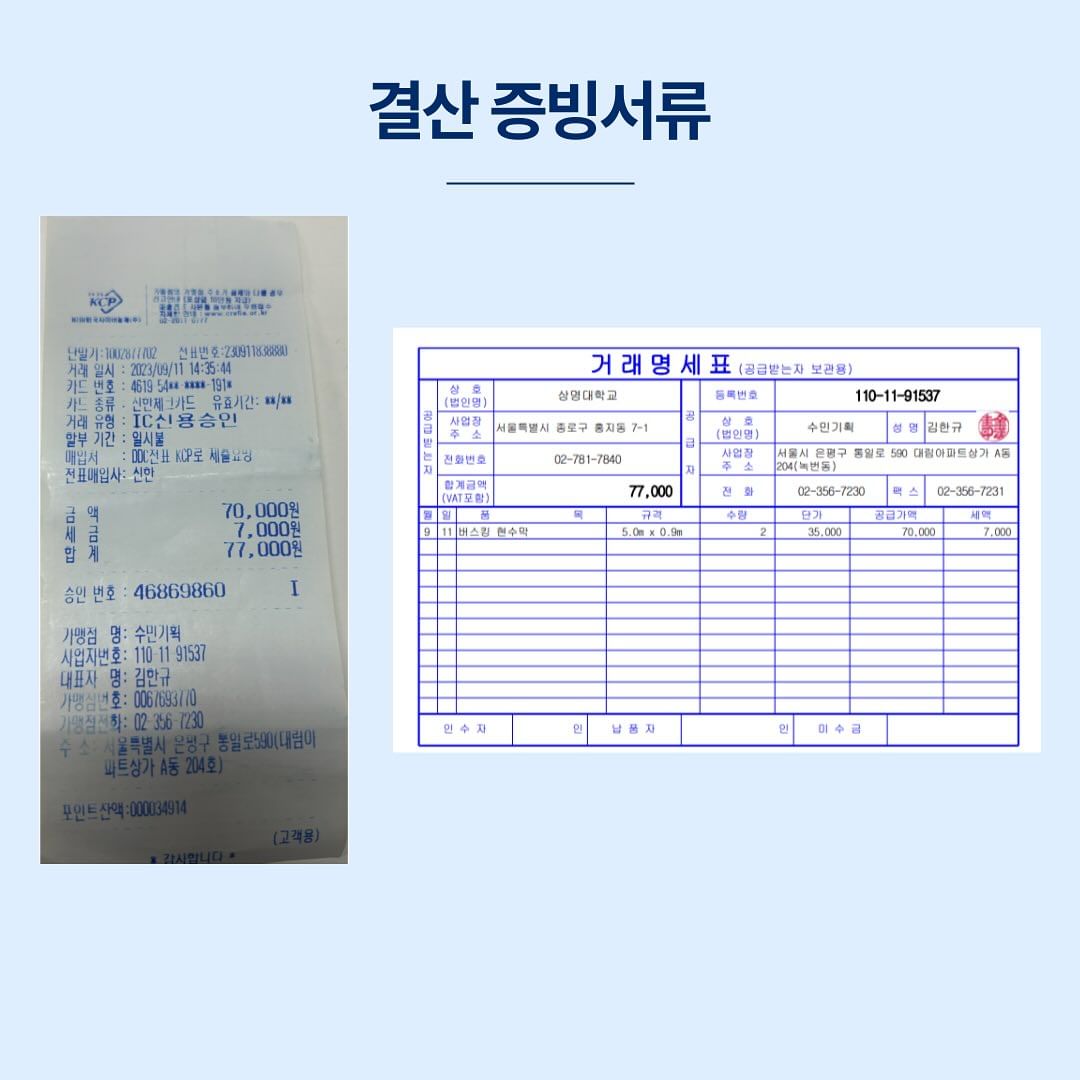 결산 증빙서류
KCP
단말기:1002877702 전표번호:230911838880
거래 일시 : 2023/09/11 14:35:44
카드 번호 : 4619 54**-****-191*
카드 종류 : 신한체크카드 유효기간: **/**
거래 유형 : IC신용승인
할부 기간 : 일시불
매입서 : DDC전표 KCP로 제출요망
전표매입사: 신한
금 액 70,000원
세 금 7,000원
합 계 77,000원
승인 번호 : 46869860 I
가맹점 명: 수민기획
사업자번호: 110-11-91537
대표자 명: 김한규
가맹점번호: 0067693770
가맹점전화: 02-356-7230
주 소: 서울특별시 은평구 통일로590(대림아
파트상가 A동 204호)
포인트잔액:000034914
(고객용)
* 감사합니다 *
거래명세표 (공급받는자 보관용)
공급받는자
상 호 (법인명) 상명대학교
사업장 주 소 서울특별시 종로구 홍지동 7-1
전화번호 02-781-7840
합계금액 (VAT포함) 77,000
공급자
등록번호 110-11-91537
상 호 (법인명) 수민기획 성 명 김한규
사업장 주 소 서울시 은평구 통일로 590 대림아파트상가 A동
204(녹번동)
전 화 02-356-7230 팩 스 02-356-7231
월 일 품 목 규격 수량 단가 공급가액 세액
9 11 버스킹 현수막 5.0m x 0.9m 2 35,000 70,000 7,000
인 수 자 인 납 품 자 인 미 수 금